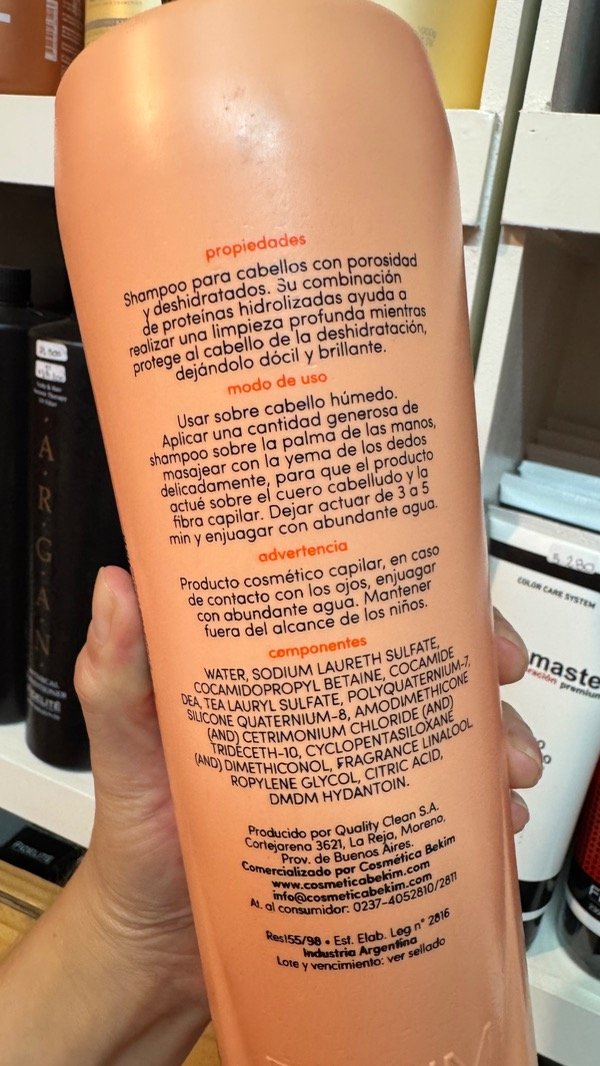 propiedades
Shampoo para cabellos con porosidad
y deshidratados. Su combinación
de proteínas hidrolizadas ayuda a
realizar una limpieza profunda mientras
protege al cabello de la deshidratación,
dejándolo dócil y brillante.
modo de uso
Usar sobre cabello húmedo.
Aplicar una cantidad generosa de
shampoo sobre la palma de las manos,
masajear con la yema de los dedos
delicadamente, para que el producto
actué sobre el cuero cabelludo y la
fibra capilar. Dejar actuar de 3 a 5
min y enjuagar con abundante agua.
advertencia
Producto cosmético capilar, en caso
de contacto con los ojos, enjuagar
con abundante agua. Mantener
fuera del alcance de los niños.
componentes
WATER, SODIUM LAURETH SULFATE,
COCAMIDOPROPYL BETAINE, COCAMIDE
DEA, TEA LAURYL SULFATE, POLYQUATERNIUM-7,
SILICONE QUATERNIUM-8, AMODIMETHICONE
(AND) CETRIMONIUM CHLORIDE (AND)
TRIDECETH-10, CYCLOPENTASILOXANE
(AND) DIMETHICONOL, FRAGRANCE LINALOOL
ROPYLENE GLYCOL, CITRIC ACID,
DMDM HYDANTOIN.
Producido por Quality Clean S.A.
Cortejarena 3621, La Reja, Moreno,
Prov. de Buenos Aires.
Comercializado por Cosmética Bekim
www.cosmeticabekim.com
info@cosmeticabekim.com
At. al consumidor: 0237-4052810/2811
Res155/98 • Est. Elab. Leg n° 2816
Industria Argentina
Lote y vencimiento: ver sellado
ARGAN
COLOR CARE SYSTEM
maste
ración premium